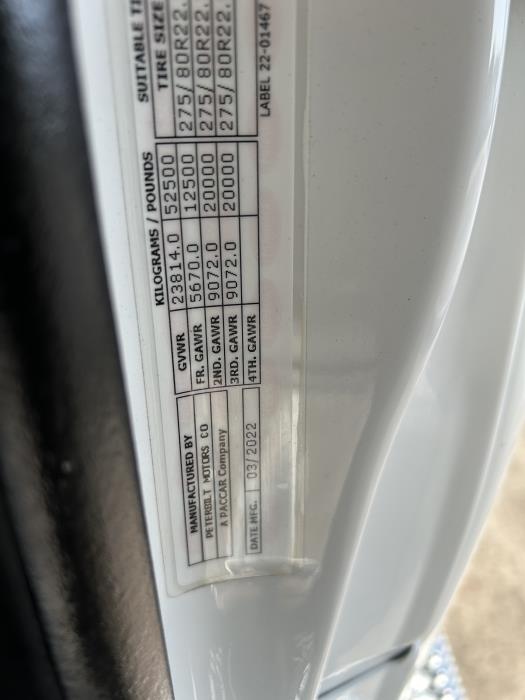 MANUFACTURED BY
PETERBILT MOTORS CO
A PACCAR Company
DATE MFG. 03/2022
KILOGRAMS / POUNDS
SUITABLE
TIRE SIZE
GVWR 23814.0 52500 275/80R22.
FR. GAWR 5670.0 12500 275/80R22.
2ND. GAWR 9072.0 20000 275/80R22.
3RD. GAWR 9072.0 20000
4TH. GAWR
LABEL 22-01467